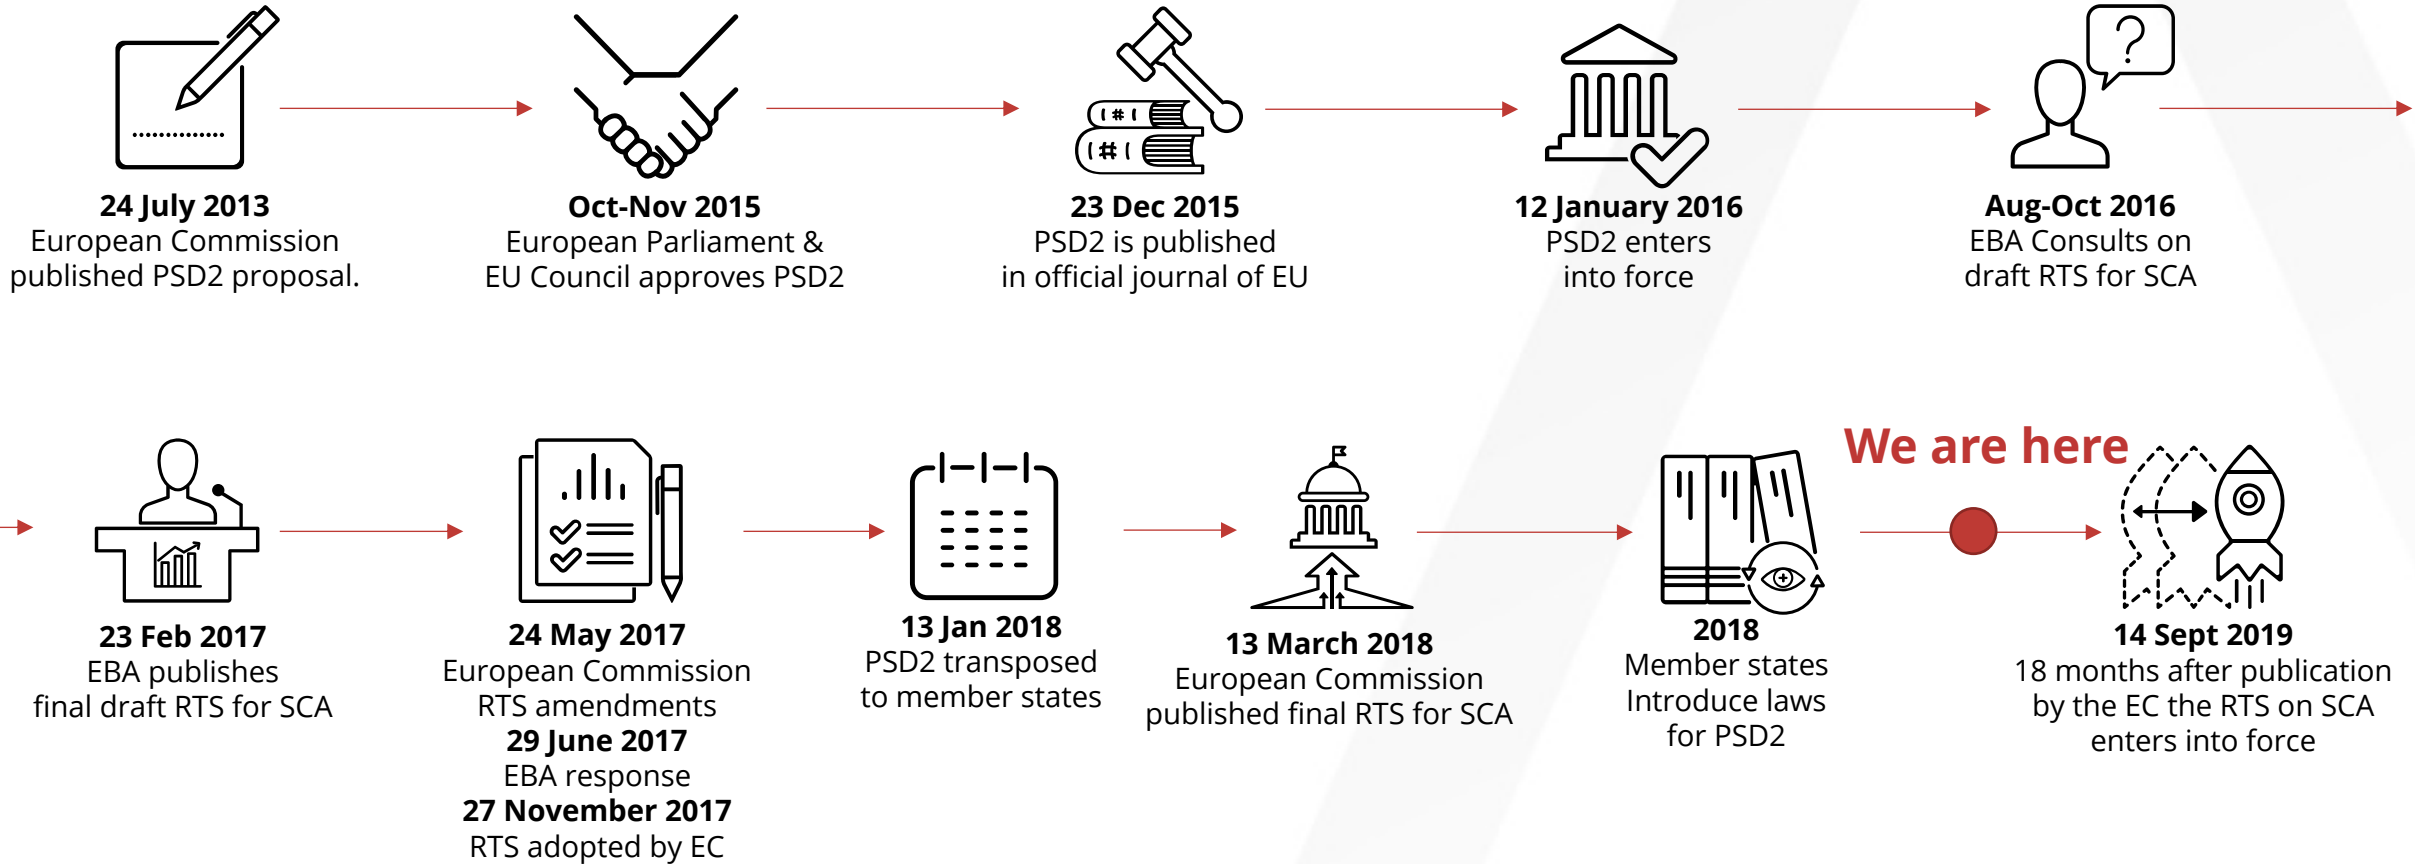 24 July 2013
European Commission
published PSD2 proposal.
Oct-Nov 2015
European Parliament &
EU Council approves PSD2
23 Dec 2015
PSD2 is published
in official journal of EU
12 January 2016
PSD2 enters
into force
?
Aug-Oct 2016
EBA Consults on
draft RTS for SCA
23 Feb 2017
EBA publishes
final draft RTS for SCA
24 May 2017
European Commission
RTS amendments
29 June 2017
EBA response
27 November 2017
RTS adopted by EC
13 Jan 2018
PSD2 transposed
to member states
13 March 2018
European Commission
published final RTS for SCA
2018
Member states
Introduce laws
for PSD2
We are here
14 Sept 2019
18 months after publication
by the EC the RTS on SCA
enters into force